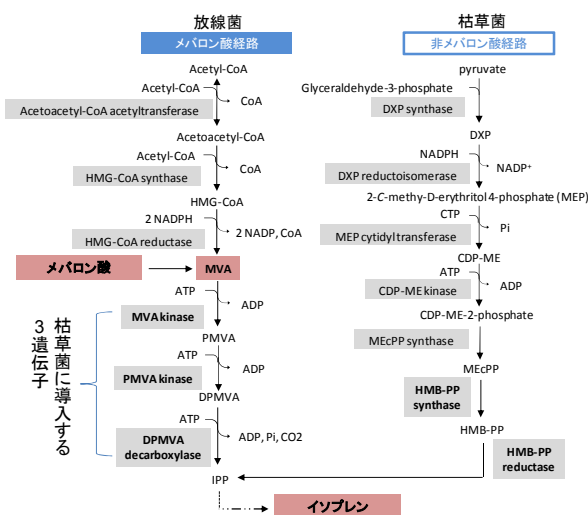 放線菌
メバロン酸経路
Acetyl-CoA
Acetyl-CoA
CoA
Acetoacetyl-CoA acetyltransferase
Acetoacetyl-CoA
Acetyl-CoA
CoA
HMG-CoA synthase
HMG-CoA
2 NADPH
2 NADP, CoA
HMG-CoA reductase
メバロン酸
MVA
ATP
ADP
MVA kinase
PMVA
ATP
ADP
PMVA kinase
DPMVA
ATP
ADP, Pi, CO2
DPMVA
decarboxylase
IPP
イソプレン
枯草菌に導入する
3遺伝子
枯草菌
非メバロン酸経路
pyruvate
Glyceraldehyde-3-phosphate
DXP synthase
DXP
NADPH
NADP⁺
DXP reductoisomerase
2-C-methy-D-erythritol 4-phosphate (MEP)
CTP
Pi
MEP cytidyl transferase
CDP-ME
ATP
ADP
CDP-ME kinase
CDP-ME-2-phosphate
MEcPP synthase
MEcPP
HMB-PP
synthase
HMB-PP
HMB-PP
reductase